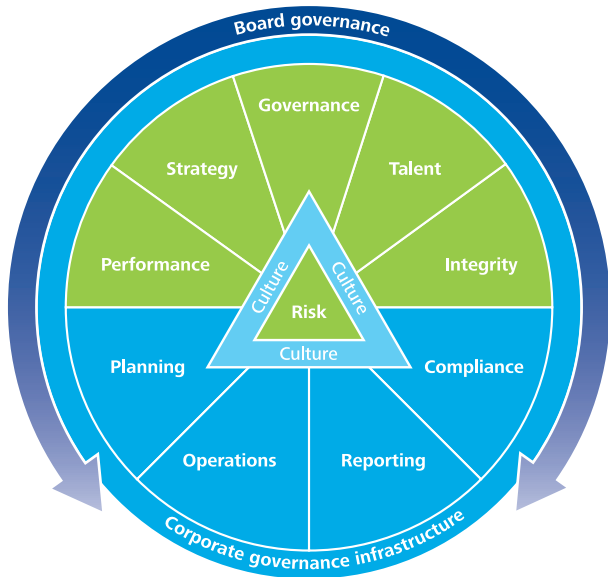 Board governance
Governance
Strategy
Talent
Performance
Integrity
Culture
Culture
Risk
Culture
Planning
Compliance
Operations
Reporting
Corporate governance infrastructure